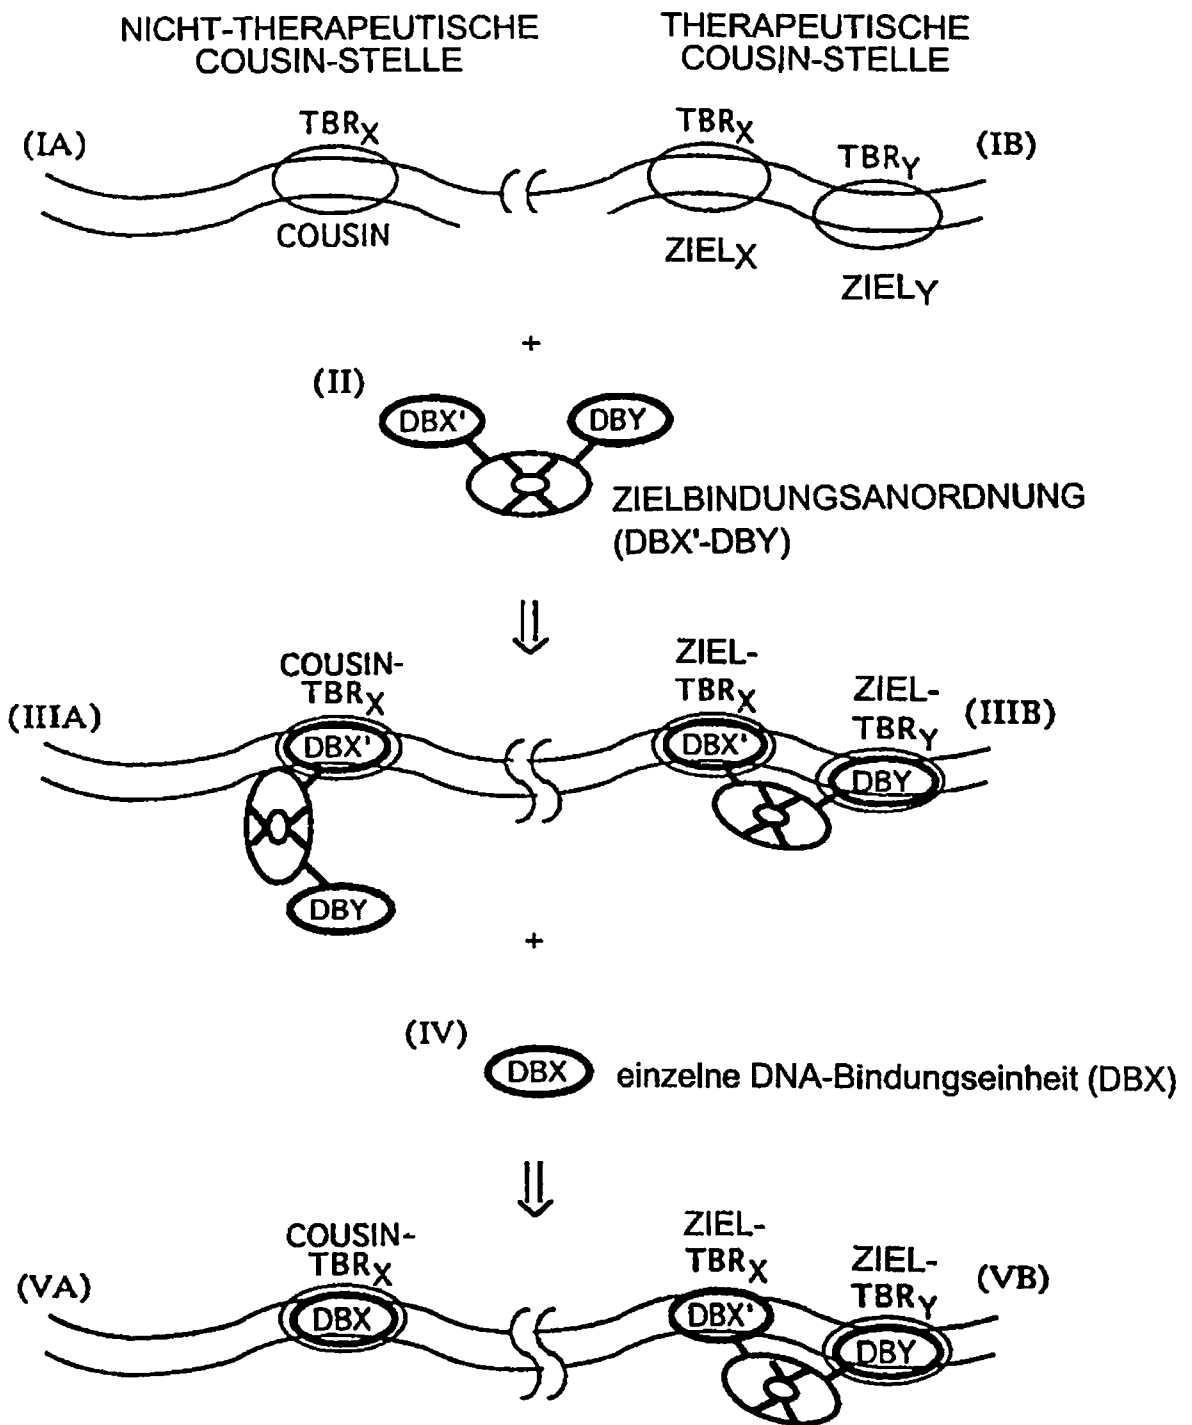 NICHT-THERAPEUTISCHE
COUSIN-STELLE
THERAPEUTISCHE
COUSIN-STELLE
(IA)
TBRX
COUSIN
TBRX
ZIELX
TBRY
ZIELY
(IB)
+
(II)
DBX'
DBY
ZIELBINDUNGSANORDNUNG
(DBX'-DBY)
⇓
(IIIA)
COUSIN-
TBRX
DBX'
DBY
ZIEL-
TBRX
DBX'
ZIEL-
TBRY
DBY
(IIIB)
+
(IV)
DBX
einzelne DNA-Bindungseinheit (DBX)
⇓
(VA)
COUSIN-
TBRX
DBX
ZIEL-
TBRX
DBX'
ZIEL-
TBRY
DBY
(VB)